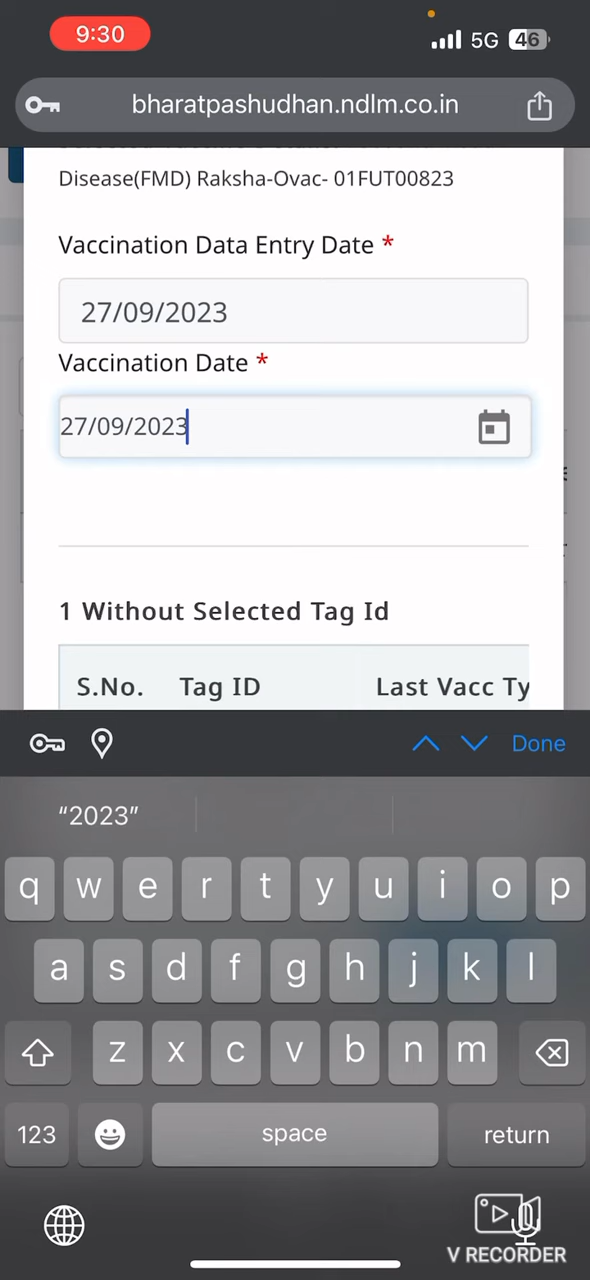 9:30
5G 46
bharatpashudhan.ndlm.co.in
Disease(FMD) Raksha-Ovac- 01FUT00823
Vaccination Data Entry Date *
27/09/2023
Vaccination Date *
27/09/2023
1 Without Selected Tag Id
S.No. Tag ID Last Vacc Ty
Done
“2023”
q w e r t y u i o p
a s d f g h j k l
z x c v b n m
123 space return
V RECORDER